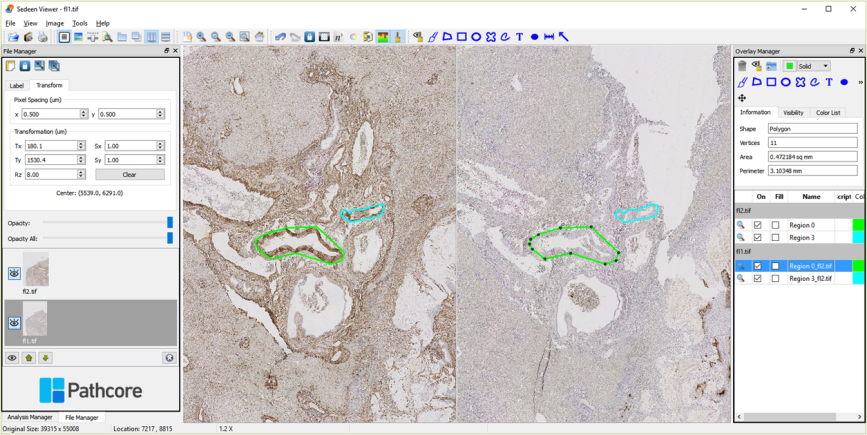 Sedeen Viewer - fl1.tif
File View Image Tools Help
File Manager
Label Transform
Pixel Spacing (um)
x 0.500 y 0.500
Transformation (um)
Tx 180.1 Sx 1.00
Ty 1530.4 Sy 1.00
Rz 8.00 Clear
Center: (5539.0, 6291.0)
Opacity:
Opacity All:
fl2.tif
fl1.tif
Pathcore
Analysis Manager File Manager
Original Size: 39315 x 55008 Location: 7217 , 8815 1.2 X
Overlay Manager
Solid
T
Information Visibility Color List
Shape Polygon
Vertices 11
Area 0.472184 sq mm
Perimeter 3.10348 mm
On Fill Name cript Col
fl2.tif
Region 0
Region 3
fl1.tif
Region 0_fl2.tif
Region 3_fl2.tif